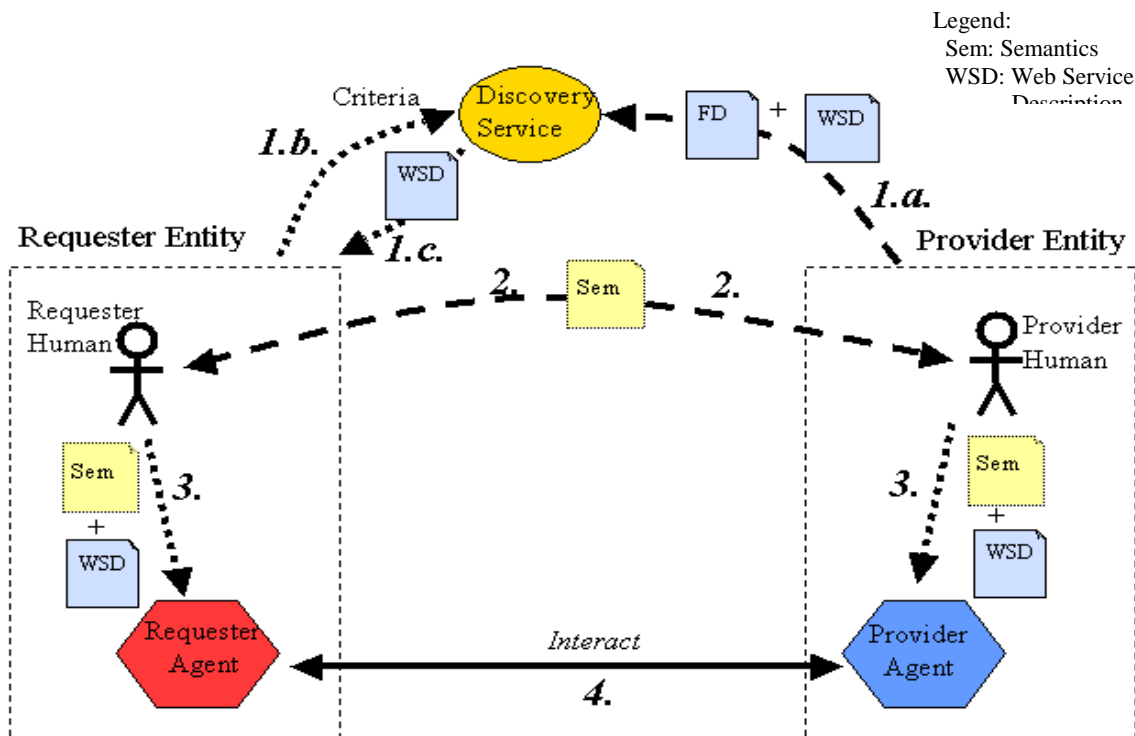 Legend:
Sem: Semantics
WSD: Web Service
Description
Criteria
Discovery
Service
FD
+
WSD
1.b.
WSD
1.a.
1.c.
Requester Entity
Provider Entity
2.
Sem
2.
Requester
Human
Provider
Human
Sem
+
WSD
3.
3.
Sem
+
WSD
Requester
Agent
Interact
4.
Provider
Agent